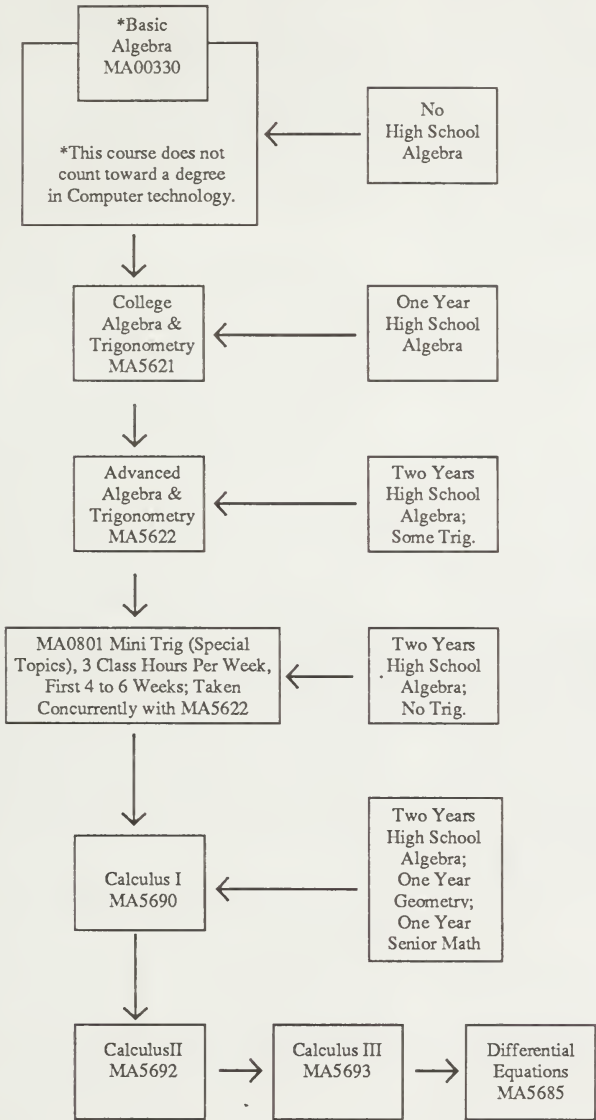 *Basic
Algebra
MA00330
*This course does not
count toward a degree
in Computer technology.
No
High School
Algebra
College
Algebra &
Trigonometry
MA5621
One Year
High School
Algebra
Advanced
Algebra &
Trigonometry
MA5622
Two Years
High School
Algebra;
Some Trig.
MA0801 Mini Trig (Special
Topics), 3 Class Hours Per Week,
First 4 to 6 Weeks; Taken
Concurrently with MA5622
Two Years
High School
Algebra;
No Trig.
Calculus I
MA5690
Two Years
High School
Algebra;
One Year
Geometry;
One Year
Senior Math
CalculusII
MA5692
Calculus III
MA5693
Differential
Equations
MA5685